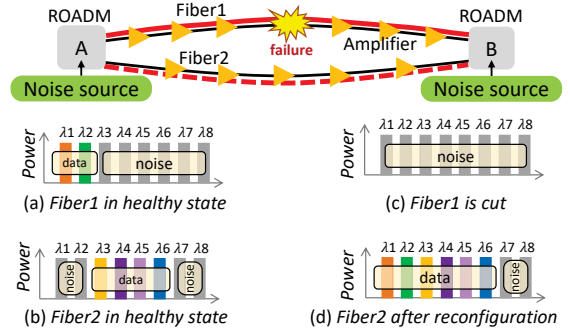 ROADM Fiber1 ROADM
A failure Amplifier B
Fiber2
Noise source Noise source
Power λ1 λ2 λ3 λ4 λ5 λ6 λ7 λ8
data noise
(a) Fiber1 in healthy state
Power λ1 λ2 λ3 λ4 λ5 λ6 λ7 λ8
noise
(c) Fiber1 is cut
Power λ1 λ2 λ3 λ4 λ5 λ6 λ7 λ8
noise data noise
(b) Fiber2 in healthy state
Power λ1 λ2 λ3 λ4 λ5 λ6 λ7 λ8
data noise
(d) Fiber2 after reconfiguration